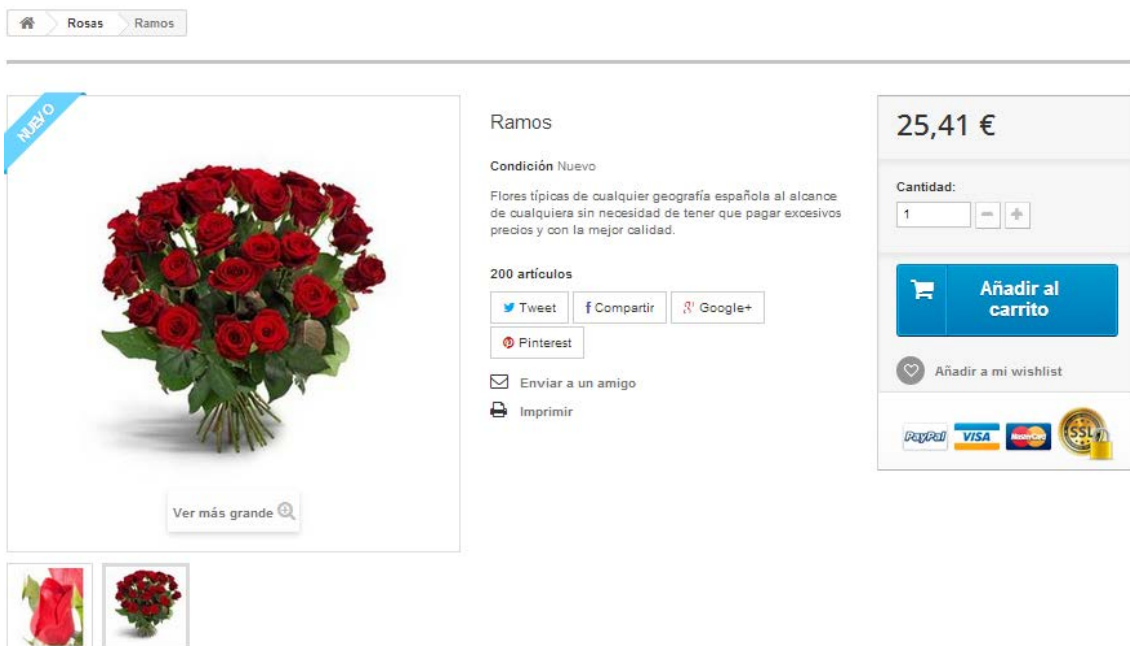 Rosas
Ramos
NUEVO
Ver más grande
Ramos
Condición Nuevo
Flores típicas de cualquier geografía española al alcance
de cualquiera sin necesidad de tener que pagar excesivos
precios y con la mejor calidad.
200 artículos
Tweet
f Compartir
Google+
Pinterest
Enviar a un amigo
Imprimir
25,41 €
Cantidad:
1
Añadir al
carrito
Añadir a mi wishlist
PayPal
VISA
MasterCard
SSL